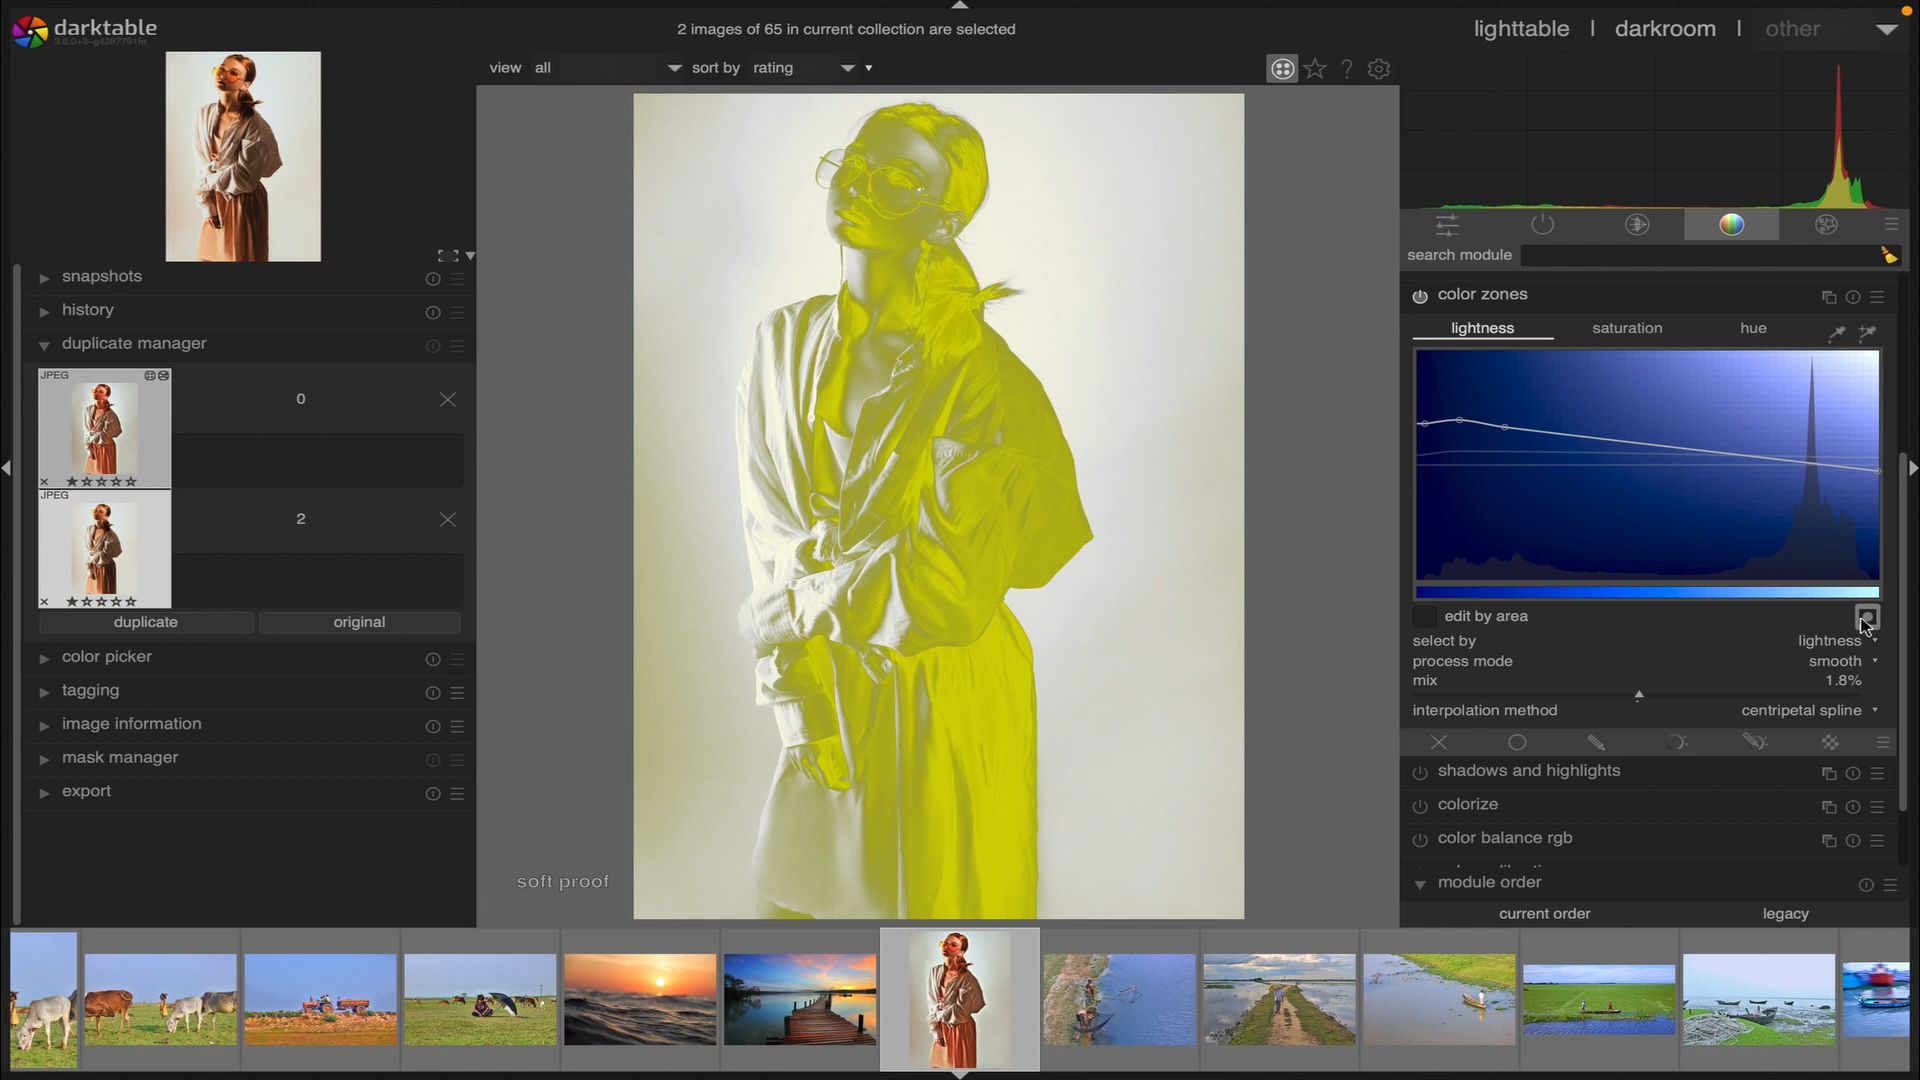 darktable
2 images of 65 in current collection are selected
lighttable | darkroom | other
view all sort by rating
search module
snapshots
history
duplicate manager
JPEG
0
JPEG
2
duplicate original
color picker
tagging
image information
mask manager
export
soft proof
color zones
lightness saturation hue
edit by area
select by lightness
process mode smooth
mix 1.8%
interpolation method centripetal spline
shadows and highlights
colorize
color balance rgb
module order
current order legacy